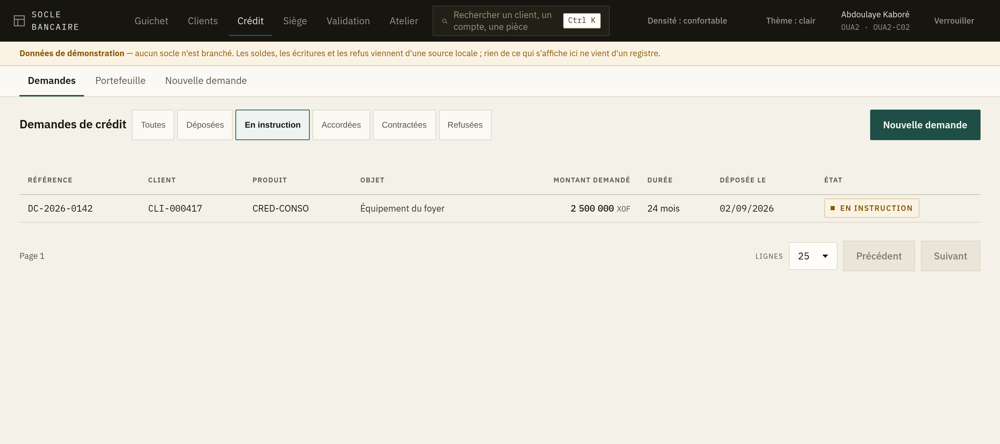 SOCLE
BANCAIRE
Guichet Clients Crédit Siège Validation Atelier
Rechercher un client, un
compte, une pièce
Ctrl K
Densité : confortable
Thème : clair
Abdoulaye Kaboré
OUA2 · OUA2-C02
Verrouiller
Données de démonstration — aucun socle n'est branché. Les soldes, les écritures et les refus viennent d'une source locale ; rien de ce qui s'affiche ici ne vient d'un registre.
Demandes Portefeuille Nouvelle demande
Demandes de crédit Toutes Déposées En instruction Accordées Contractées Refusées Nouvelle demande
RÉFÉRENCE CLIENT PRODUIT OBJET MONTANT DEMANDÉ DURÉE DÉPOSÉE LE ÉTAT
DC-2026-0142 CLI-000417 CRED-CONSO Équipement du foyer 2 500 000 XOF 24 mois 02/09/2026 EN INSTRUCTION
Page 1 LIGNES 25 Précédent Suivant